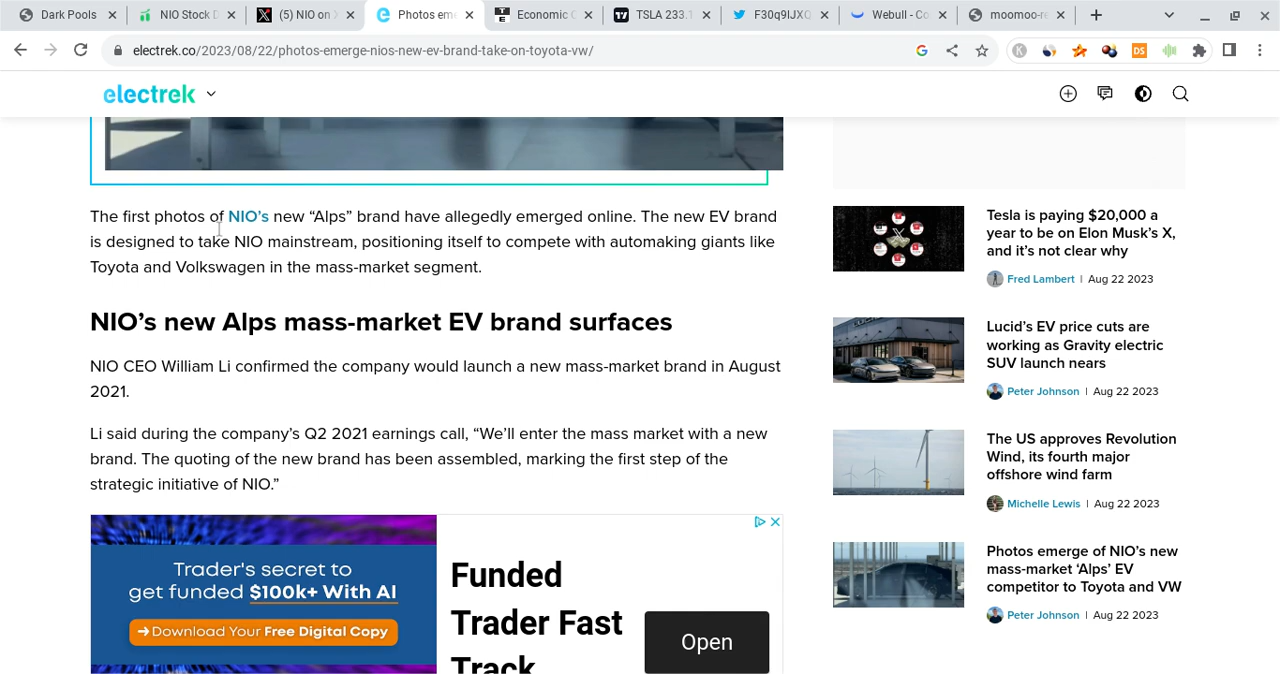 Dark Pools
NIO Stock D
(5) NIO on X
Photos eme
Economic C
TSLA 233.1
F30q9IJXQ
Webull - Co
moomoo-re
electrek.co/2023/08/22/photos-emerge-nios-new-ev-brand-take-on-toyota-vw/
electrek
The first photos of NIO’s new “Alps” brand have allegedly emerged online. The new EV brand
is designed to take NIO mainstream, positioning itself to compete with automaking giants like
Toyota and Volkswagen in the mass-market segment.
NIO’s new Alps mass-market EV brand surfaces
NIO CEO William Li confirmed the company would launch a new mass-market brand in August
2021.
Li said during the company’s Q2 2021 earnings call, “We’ll enter the mass market with a new
brand. The quoting of the new brand has been assembled, marking the first step of the
strategic initiative of NIO.”
Trader's secret to
get funded $100k+ With AI
→Download Your Free Digital Copy
Funded
Trader Fast
Track
Open
Tesla is paying $20,000 a
year to be on Elon Musk’s X,
and it’s not clear why
Fred Lambert | Aug 22 2023
Lucid’s EV price cuts are
working as Gravity electric
SUV launch nears
Peter Johnson | Aug 22 2023
The US approves Revolution
Wind, its fourth major
offshore wind farm
Michelle Lewis | Aug 22 2023
Photos emerge of NIO’s new
mass-market ‘Alps’ EV
competitor to Toyota and VW
Peter Johnson | Aug 22 2023